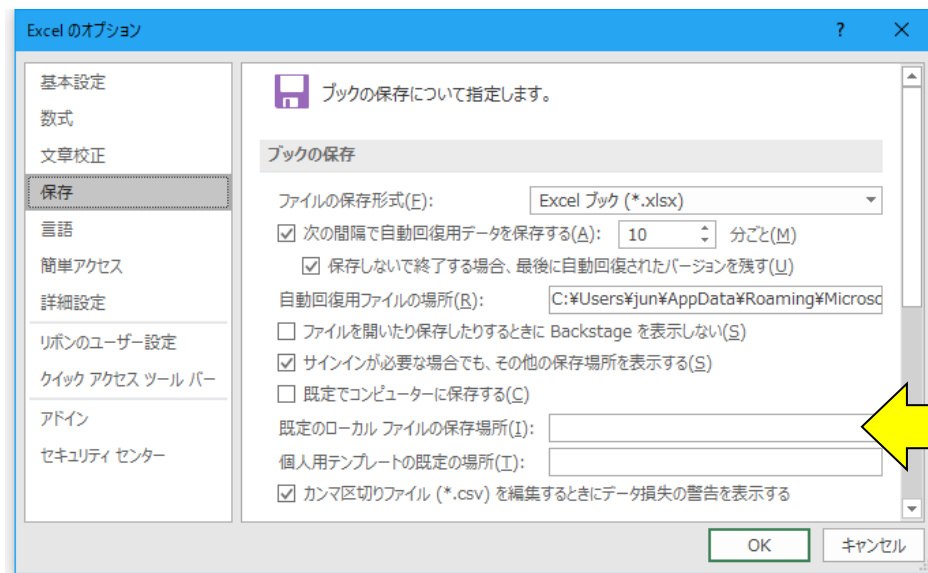 Excel のオプション
?
基本設定
数式
文章校正
保存
言語
簡単アクセス
詳細設定
リボンのユーザー設定
クイック アクセス ツール バー
アドイン
セキュリティ センター
ブックの保存について指定します。
ブックの保存
ファイルの保存形式(F): Excel ブック (*.xlsx)
次の間隔で自動回復用データを保存する(A): 10 分ごと(M)
保存しないで終了する場合、最後に自動回復されたバージョンを残す(U)
自動回復用ファイルの場所(R): C:¥Users¥jun¥AppData¥Roaming¥Microsc
ファイルを開いたり保存したりするときに Backstage を表示しない(S)
サインインが必要な場合でも、その他の保存場所を表示する(S)
既定でコンピューターに保存する(C)
既定のローカル ファイルの保存場所(I):
個人用テンプレートの既定の場所(T):
カンマ区切りファイル (*.csv) を編集するときにデータ損失の警告を表示する
OK キャンセル